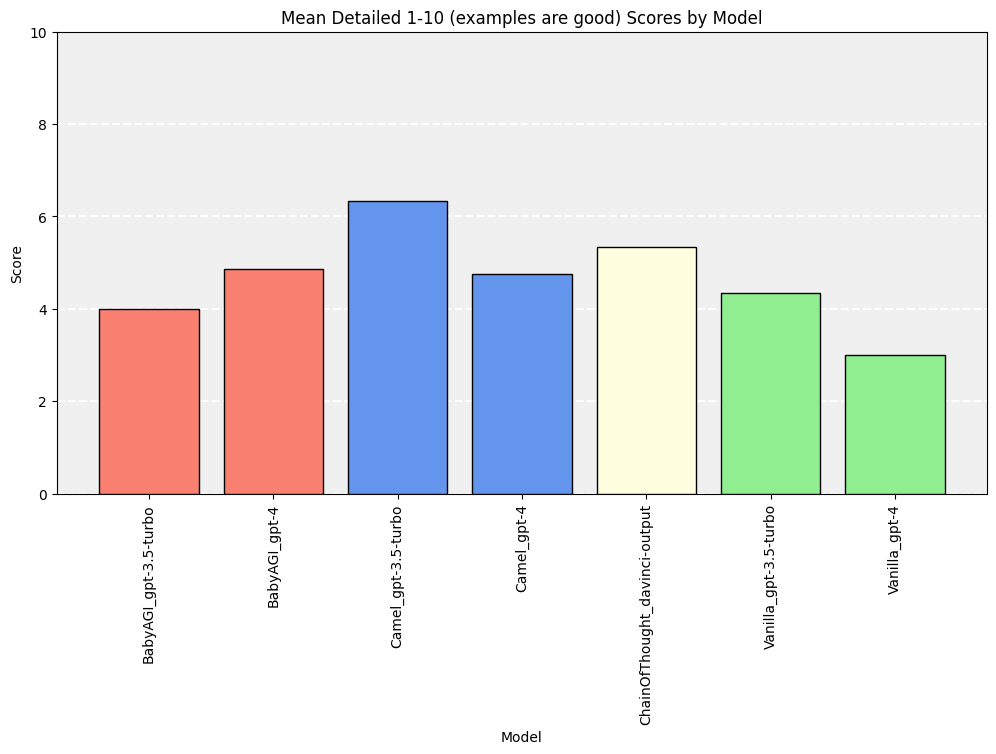 Mean Detailed 1-10 (examples are good) Scores by Model
10
8
6
4
2
0
Score
BabyAGI_gpt-3.5-turbo
BabyAGI_gpt-4
Camel_gpt-3.5-turbo
Camel_gpt-4
ChainOfThought_davinci-output
Vanilla_gpt-3.5-turbo
Vanilla_gpt-4
Model